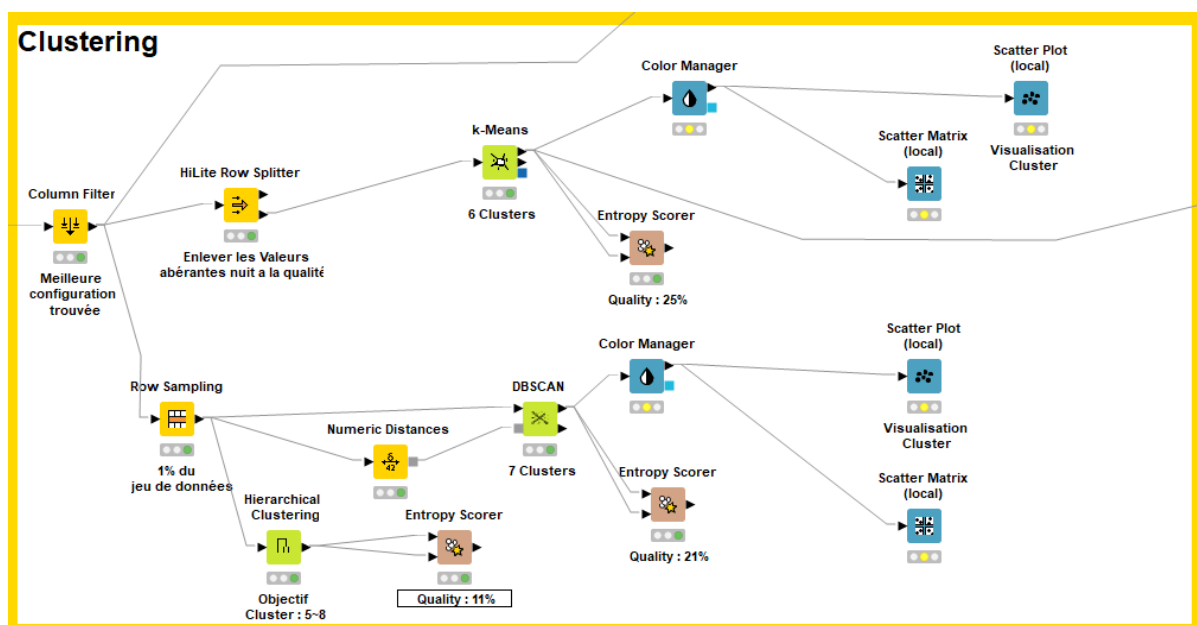 Clustering
Scatter Plot
(local)
Color Manager
k-Means
Scatter Matrix
(local)
Visualisation
Cluster
HiLite Row Splitter
Column Filter
6 Clusters
Entropy Scorer
Enlever les Valeurs
abérantes nuit a la qualité
Meilleure
configuration
trouvée
Quality : 25%
Scatter Plot
(local)
Color Manager
Row Sampling
DBSCAN
Numeric Distances
δ
42
Visualisation
Cluster
1% du
jeu de données
7 Clusters
Entropy Scorer
Scatter Matrix
(local)
Hierarchical
Clustering
Entropy Scorer
Quality : 21%
Objectif
Cluster : 5~8
Quality : 11%